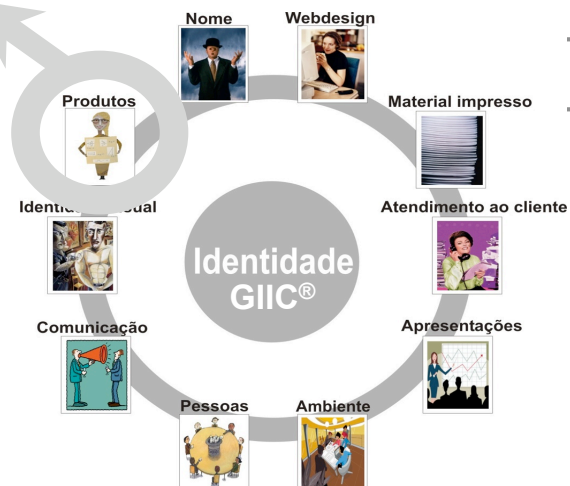 Nome
Webdesign
Produtos
Material impresso
Atendimento ao cliente
Identidade
GIIC®
Comunicação
Apresentações
Pessoas
Ambiente